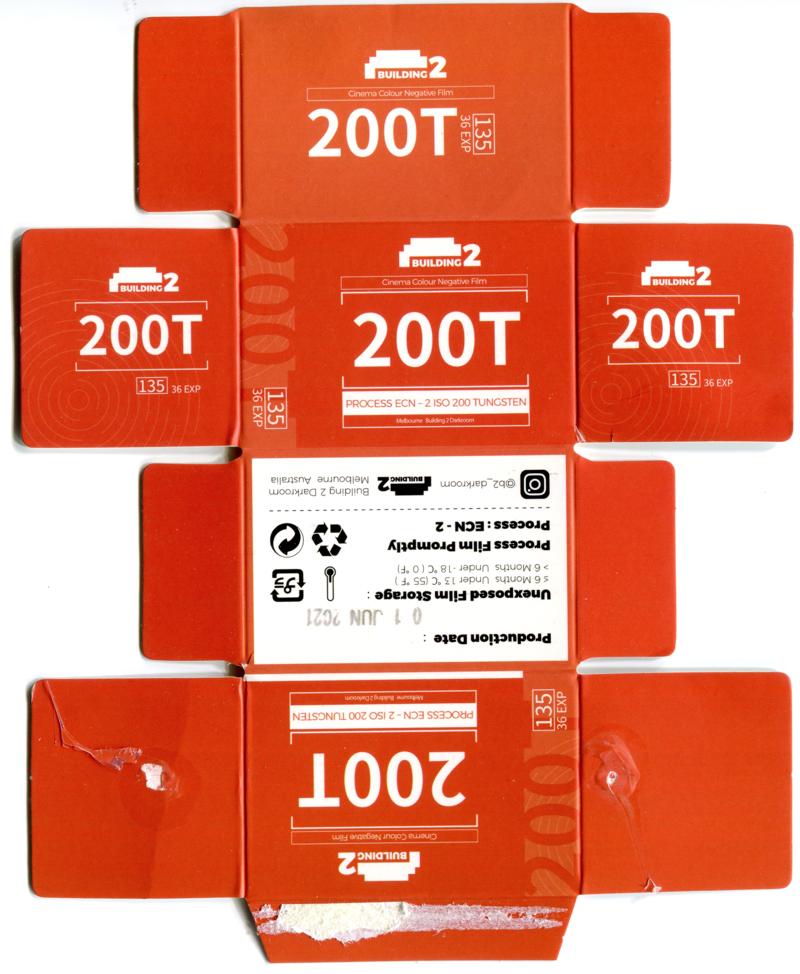 BUILDING 2
Cinema Colour Negative Film
200T
135
36 EXP
BUILDING 2
200T
135 36 EXP
200T
BUILDING 2
Cinema Colour Negative Film
200T
PROCESS ECN - 2 ISO 200 TUNGSTEN
Melbourne Building 2 Darkroom
135
36 EXP
BUILDING 2
200T
135 36 EXP
Production Date :
0 1 JUN 2021
Unexposed Film Storage :
≤ 6 Months Under 13 °C (55 °F)
> 6 Months Under -18 °C ( 0 °F)
Process Film Promptly
Process : ECN - 2
@b2_darkroom
BUILDING 2
Building 2 Darkroom
Melbourne Australia
BUILDING 2
Cinema Colour Negative Film
200T
PROCESS ECN - 2 ISO 200 TUNGSTEN
Melbourne Building 2 Darkroom
135
36 EXP
200T